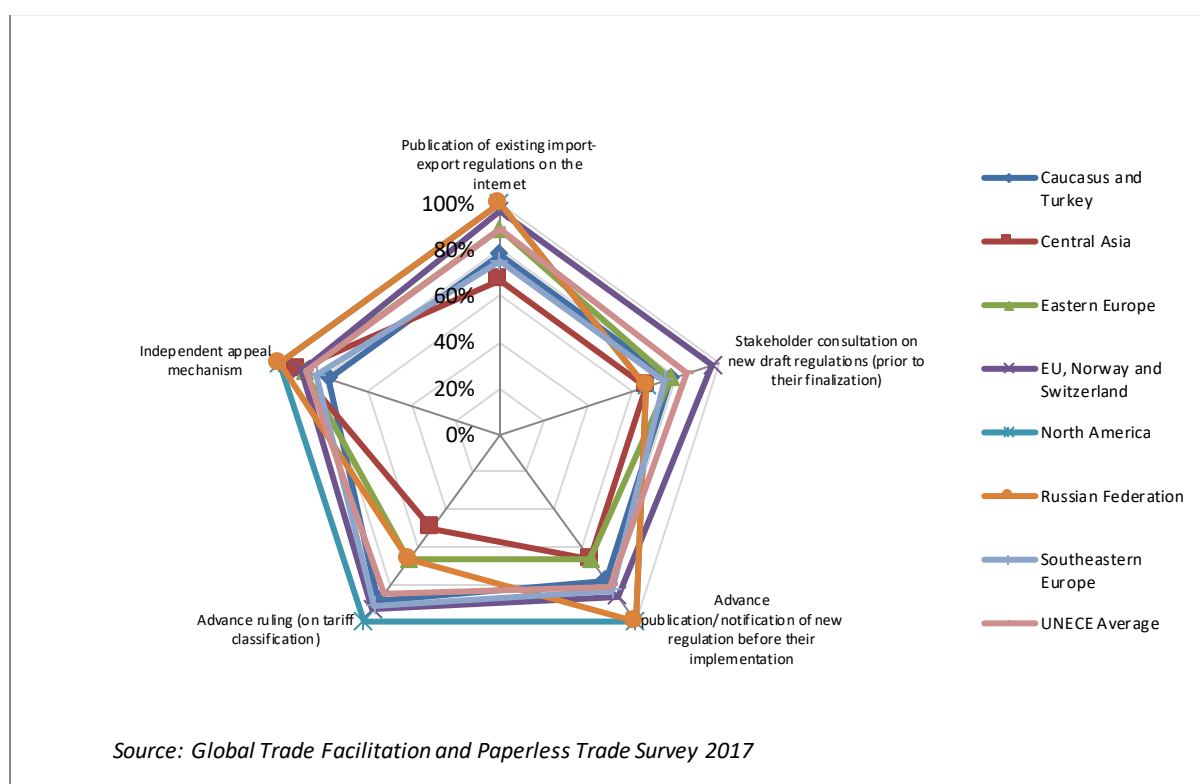 Publication of existing import-
export regulations on the
internet
100%
80%
60%
40%
20%
0%
Stakeholder consultation on
new draft regulations (prior to
their finalization)
Advance
publication/notification of new
regulation before their
implementation
Advance ruling (on tariff
classification)
Independent appeal
mechanism
Caucasus and
Turkey
Central Asia
Eastern Europe
EU, Norway and
Switzerland
North America
Russian Federation
Southeastern
Europe
UNECE Average
Source: Global Trade Facilitation and Paperless Trade Survey 2017